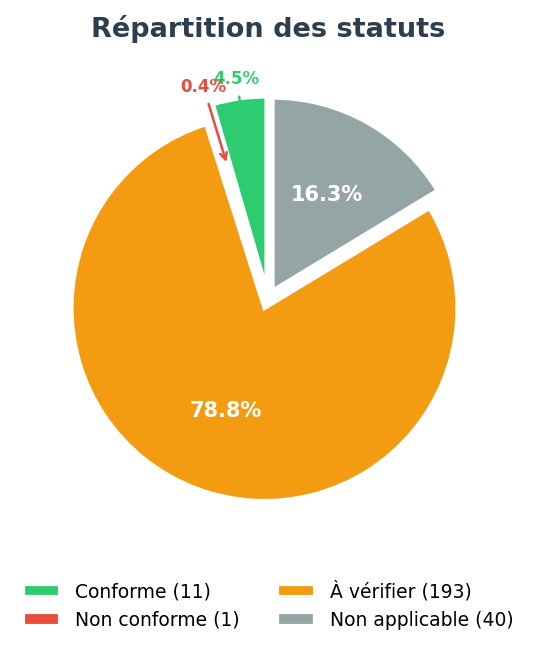 Répartition des statuts
4.5%
0.4%
16.3%
78.8%
Conforme (11)
Non conforme (1)
À vérifier (193)
Non applicable (40)